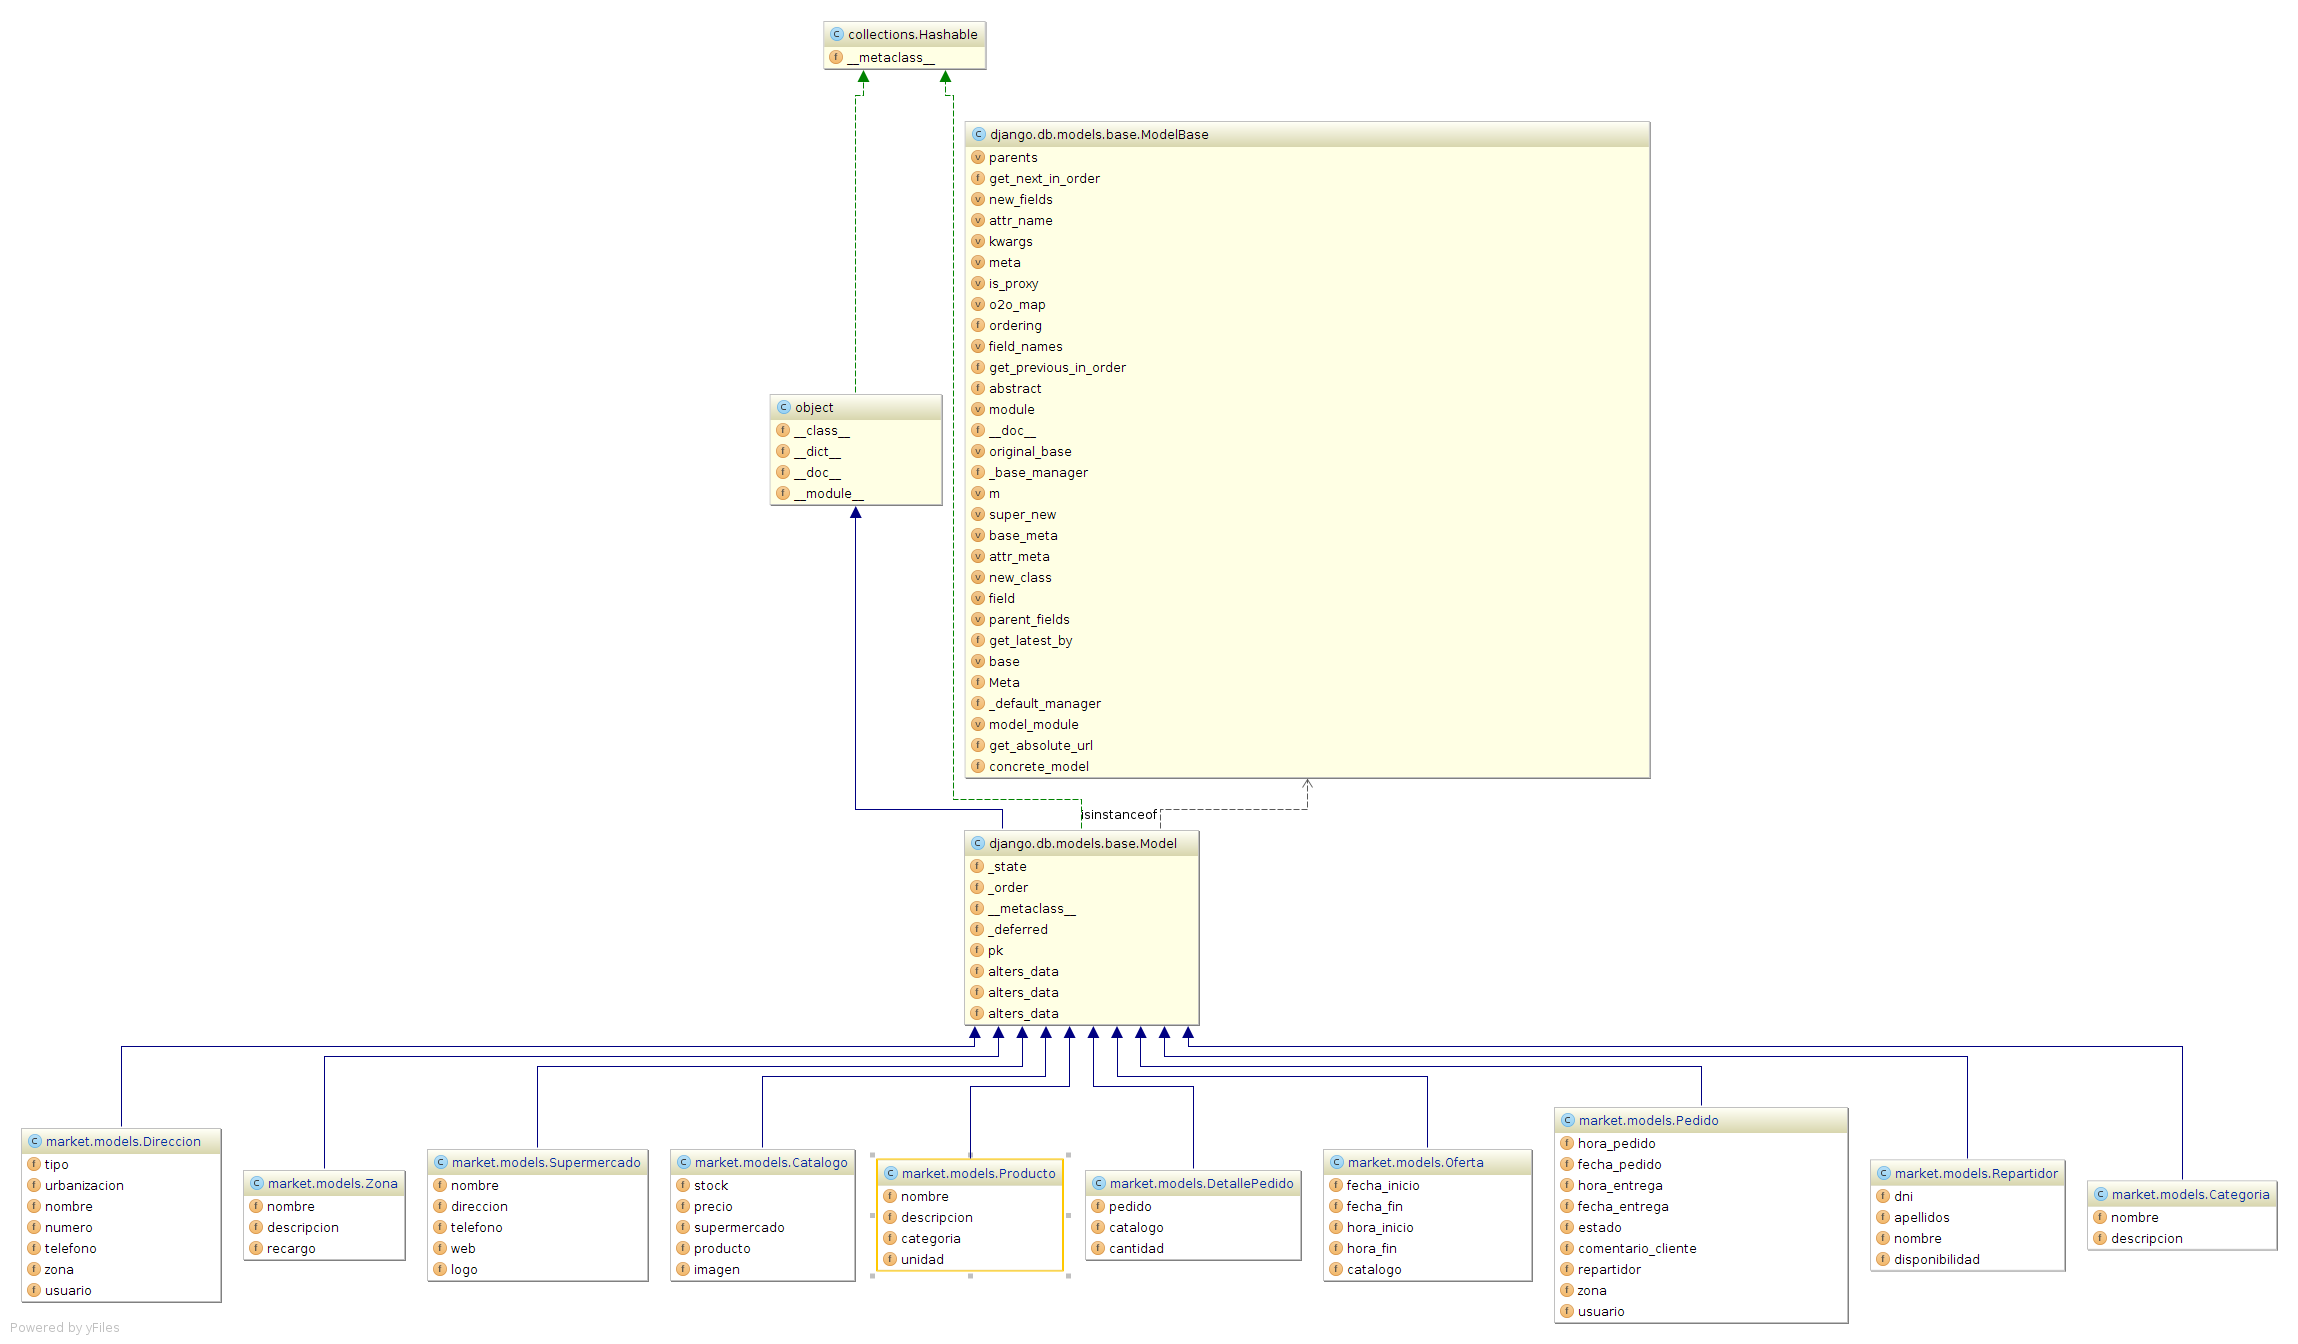 collections.Hashable
__metaclass__
django.db.models.base.ModelBase
parents
get_next_in_order
new_fields
attr_name
kwargs
meta
is_proxy
o2o_map
ordering
field_names
get_previous_in_order
abstract
module
__doc__
original_base
_base_manager
m
super_new
base_meta
attr_meta
new_class
field
parent_fields
get_latest_by
base
Meta
_default_manager
model_module
get_absolute_url
concrete_model
object
__class__
__dict__
__doc__
__module__
isinstanceof
django.db.models.base.Model
_state
_order
__metaclass__
_deferred
pk
alters_data
alters_data
alters_data
market.models.Direccion
tipo
urbanizacion
nombre
numero
telefono
zona
usuario
market.models.Zona
nombre
descripcion
recargo
market.models.Supermercado
nombre
direccion
telefono
web
logo
market.models.Catalogo
stock
precio
supermercado
producto
imagen
market.models.Producto
nombre
descripcion
categoria
unidad
market.models.DetallePedido
pedido
catalogo
cantidad
market.models.Oferta
fecha_inicio
fecha_fin
hora_inicio
hora_fin
catalogo
market.models.Pedido
hora_pedido
fecha_pedido
hora_entrega
fecha_entrega
estado
comentario_cliente
repartidor
zona
usuario
market.models.Repartidor
dni
apellidos
nombre
disponibilidad
market.models.Categoria
nombre
descripcion
Powered by yFiles